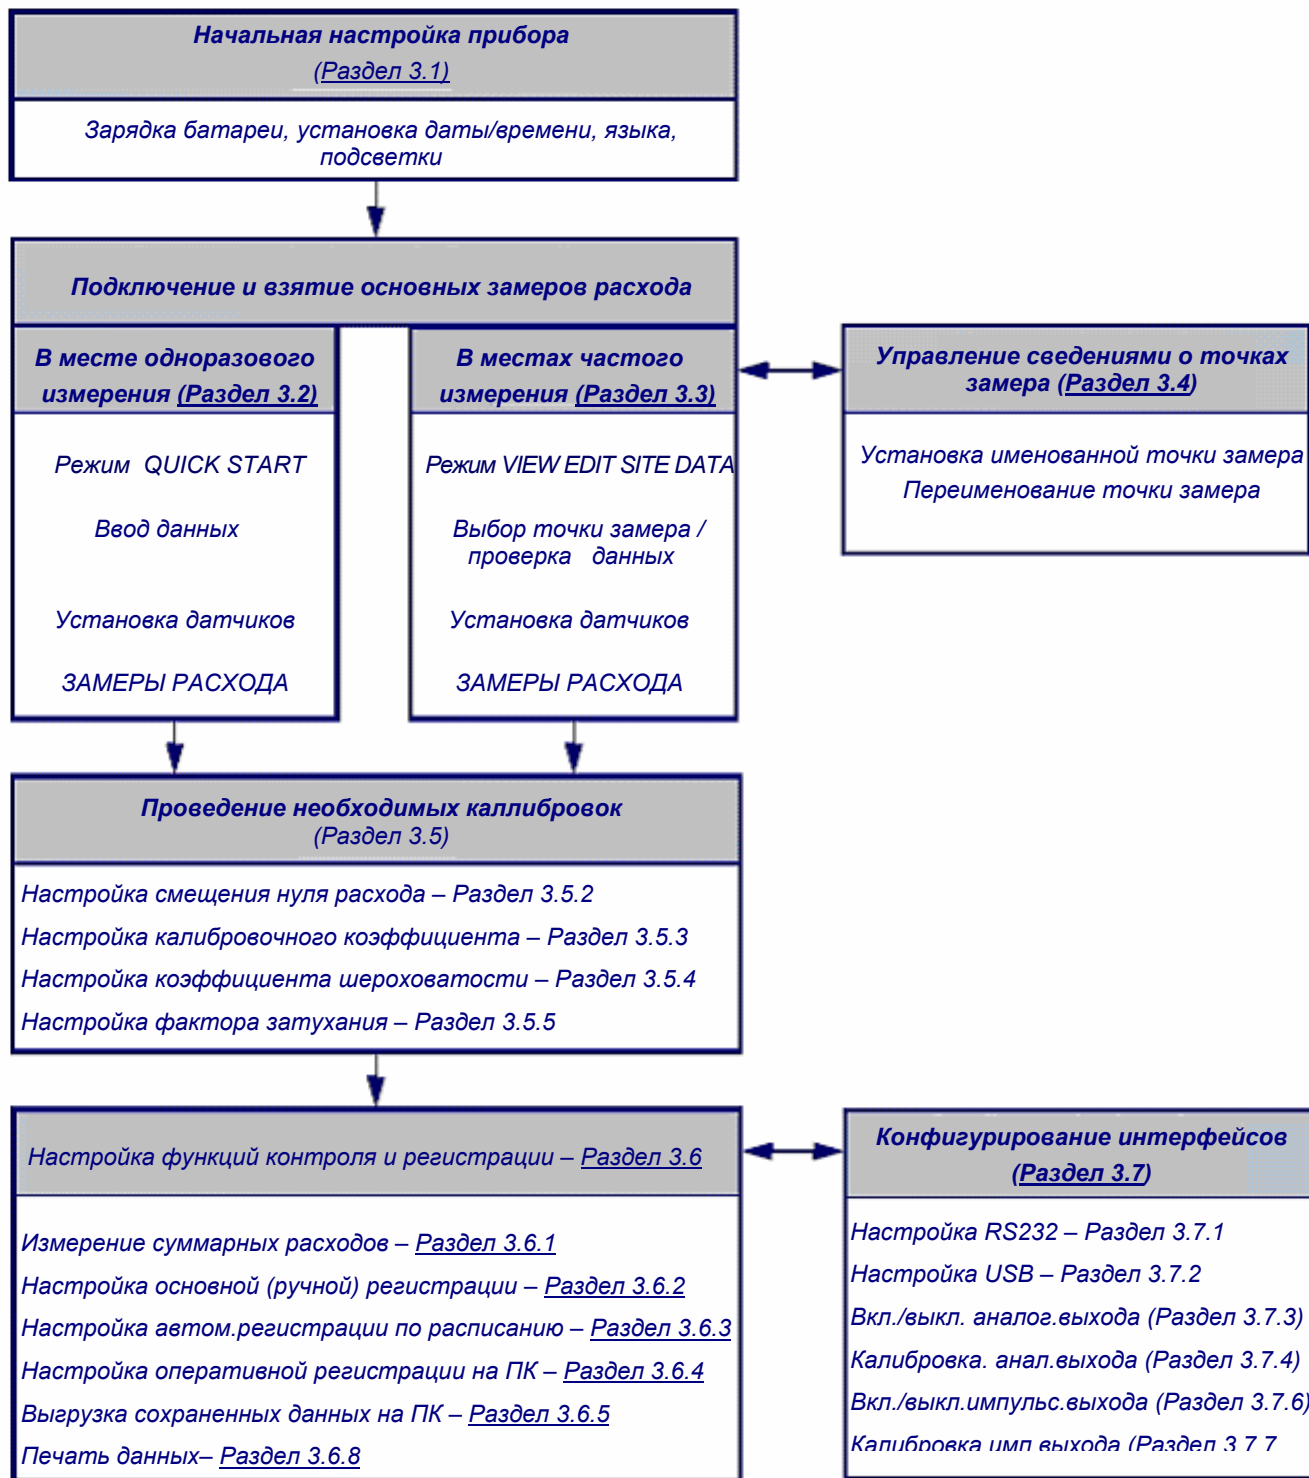 Начальная настройка прибора
(Раздел 3.1)
Зарядка батареи, установка даты/времени, языка,
подсветки
Подключение и взятие основных замеров расхода
В месте одноразового
измерения (Раздел 3.2)
Режим QUICK START
Ввод данных
Установка датчиков
ЗАМЕРЫ РАСХОДА
В местах частого
измерения (Раздел 3.3)
Режим VIEW EDIT SITE DATA
Выбор точки замера /
проверка данных
Установка датчиков
ЗАМЕРЫ РАСХОДА
Управление сведениями о точках
замера (Раздел 3.4)
Установка именованной точки замера
Переименование точки замера
Проведение необходимых каллибровок
(Раздел 3.5)
Настройка смещения нуля расхода – Раздел 3.5.2
Настройка калибровочного коэффициента – Раздел 3.5.3
Настройка коэффициента шероховатости – Раздел 3.5.4
Настройка фактора затухания – Раздел 3.5.5
Настройка функций контроля и регистрации – Раздел 3.6
Измерение суммарных расходов – Раздел 3.6.1
Настройка основной (ручной) регистрации – Раздел 3.6.2
Настройка автом.регистрации по расписанию – Раздел 3.6.3
Настройка оперативной регистрации на ПК – Раздел 3.6.4
Выгрузка сохраненных данных на ПК – Раздел 3.6.5
Печать данных– Раздел 3.6.8
Конфигурирование интерфейсов
(Раздел 3.7)
Настройка RS232 – Раздел 3.7.1
Настройка USB – Раздел 3.7.2
Вкл./выкл. аналог.выхода (Раздел 3.7.3)
Калибровка. анал.выхода (Раздел 3.7.4)
Вкл./выкл.импульс.выхода (Раздел 3.7.6)
Калибровка имп.выхода (Раздел 3.7.7